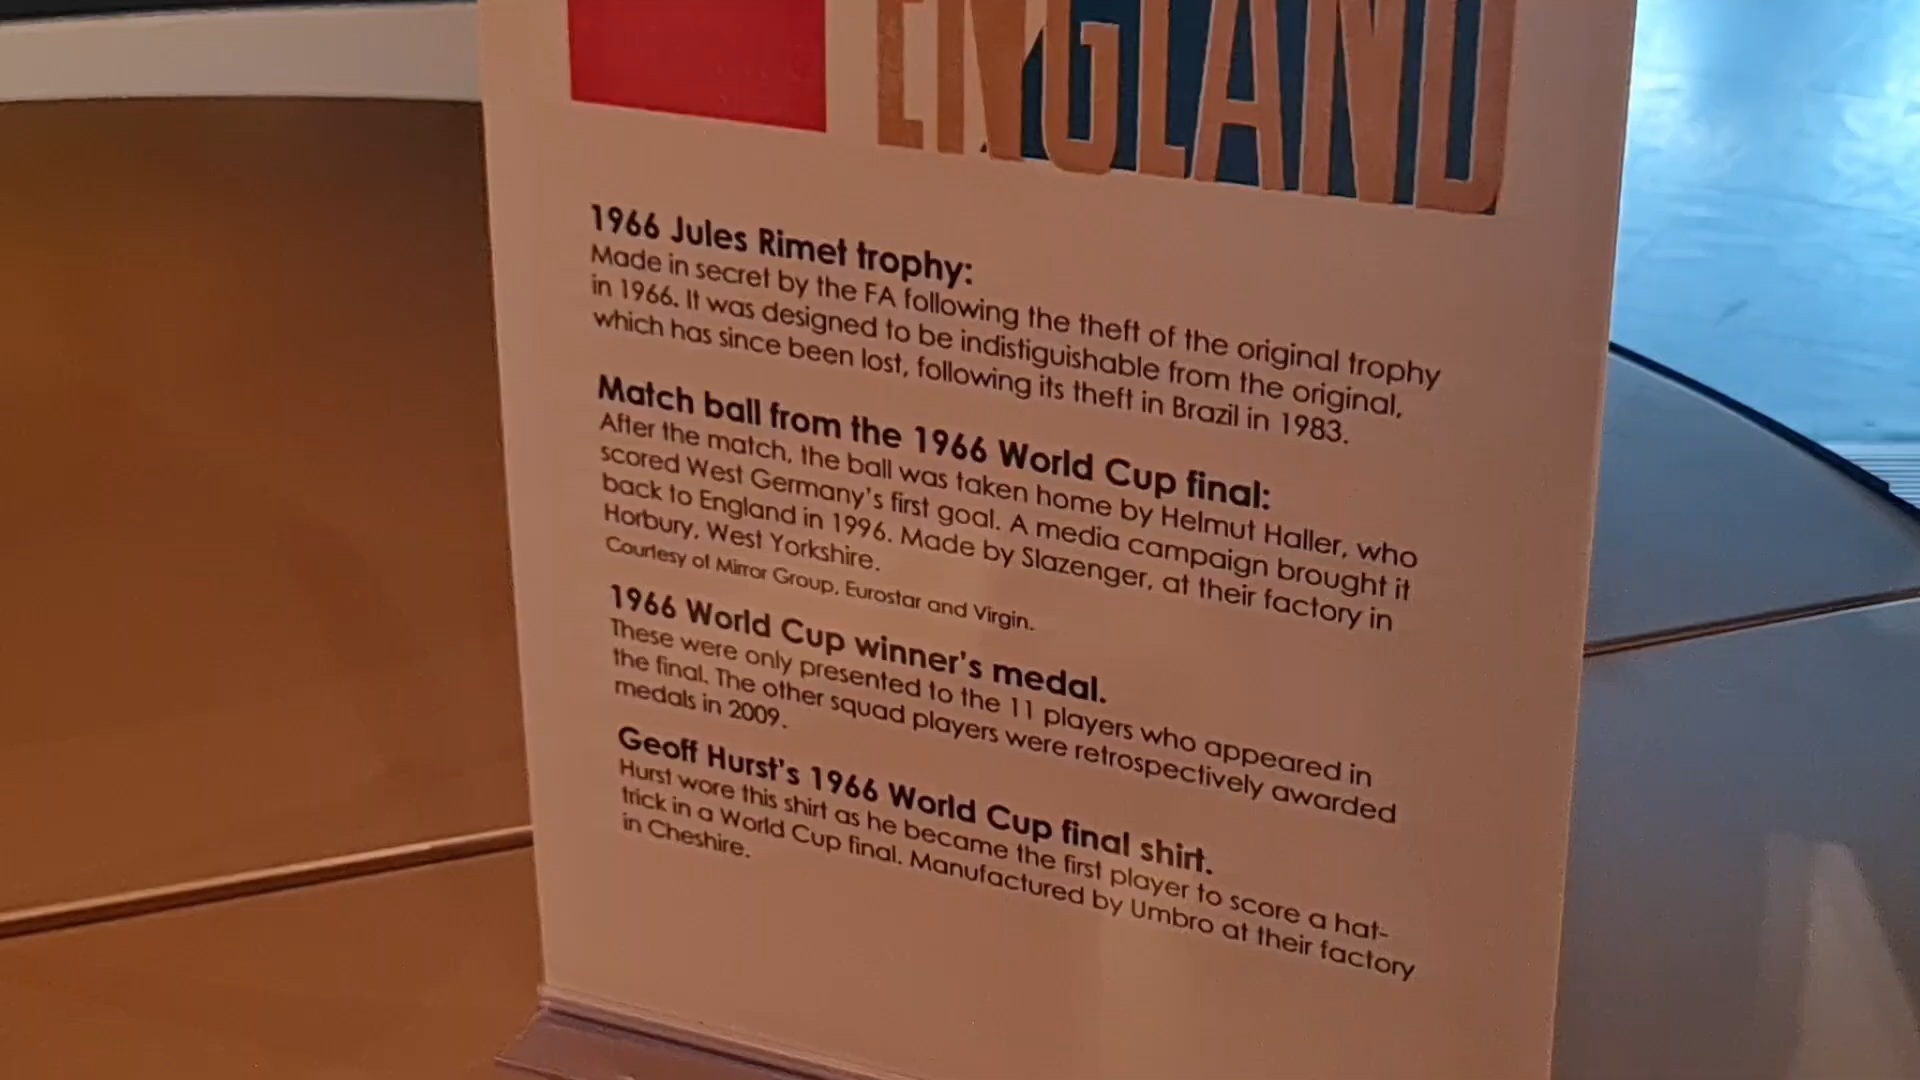 ENGLAND
1966 Jules Rimet trophy:
Made in secret by the FA following the theft of the original trophy
in 1966. It was designed to be indistiguishable from the original,
which has since been lost, following its theft in Brazil in 1983.
Match ball from the 1966 World Cup final:
After the match, the ball was taken home by Helmut Haller, who
scored West Germany's first goal. A media campaign brought it
back to England in 1996. Made by Slazenger, at their factory in
Horbury, West Yorkshire.
Courtesy of Mirror Group, Eurostar and Virgin.
1966 World Cup winner's medal.
These were only presented to the 11 players who appeared in
the final. The other squad players were retrospectively awarded
medals in 2009.
Geoff Hurst's 1966 World Cup final shirt.
Hurst wore this shirt as he became the first player to score a hat-
trick in a World Cup final. Manufactured by Umbro at their factory
in Cheshire.